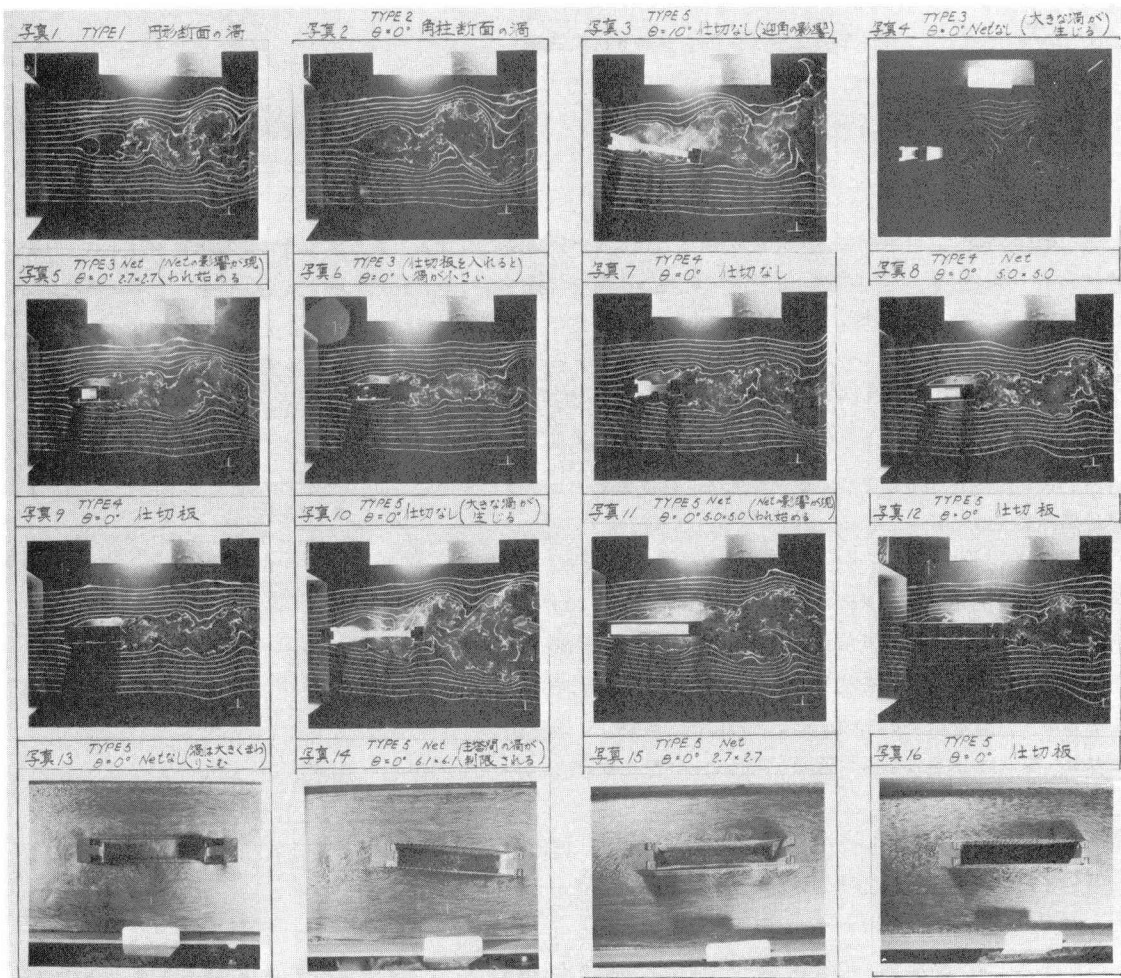 写真1 TYPE1 円形断面の渦
写真2 TYPE2 θ=0° 角柱断面の渦
写真3 TYPE5 θ=10° 仕切なし(迎角の影響)
写真4 TYPE3 θ=0° Netなし (大きな渦が生じる)
写真5 TYPE3 Net θ=0° 2.7×2.7 (Netの影響が現われ始める)
写真6 TYPE3 θ=0° (仕切板を入れると渦が小さい)
写真7 TYPE4 θ=0° 仕切なし
写真8 TYPE4 Net θ=0° 5.0×5.0
写真9 TYPE4 θ=0° 仕切板
写真10 TYPE5 θ=0° 仕切なし (大きな渦が生じる)
写真11 TYPE5 Net θ=0° 5.0×5.0 (Netの影響が現われ始める)
写真12 TYPE5 θ=0° 仕切板
写真13 TYPE5 θ=0° Netなし (渦は大きくまわりこむ)
写真14 TYPE5 Net θ=0° 6.1×6.1 (主塔間の渦が制限される)
写真15 TYPE5 Net θ=0° 2.7×2.7
写真16 TYPE5 θ=0° 仕切板